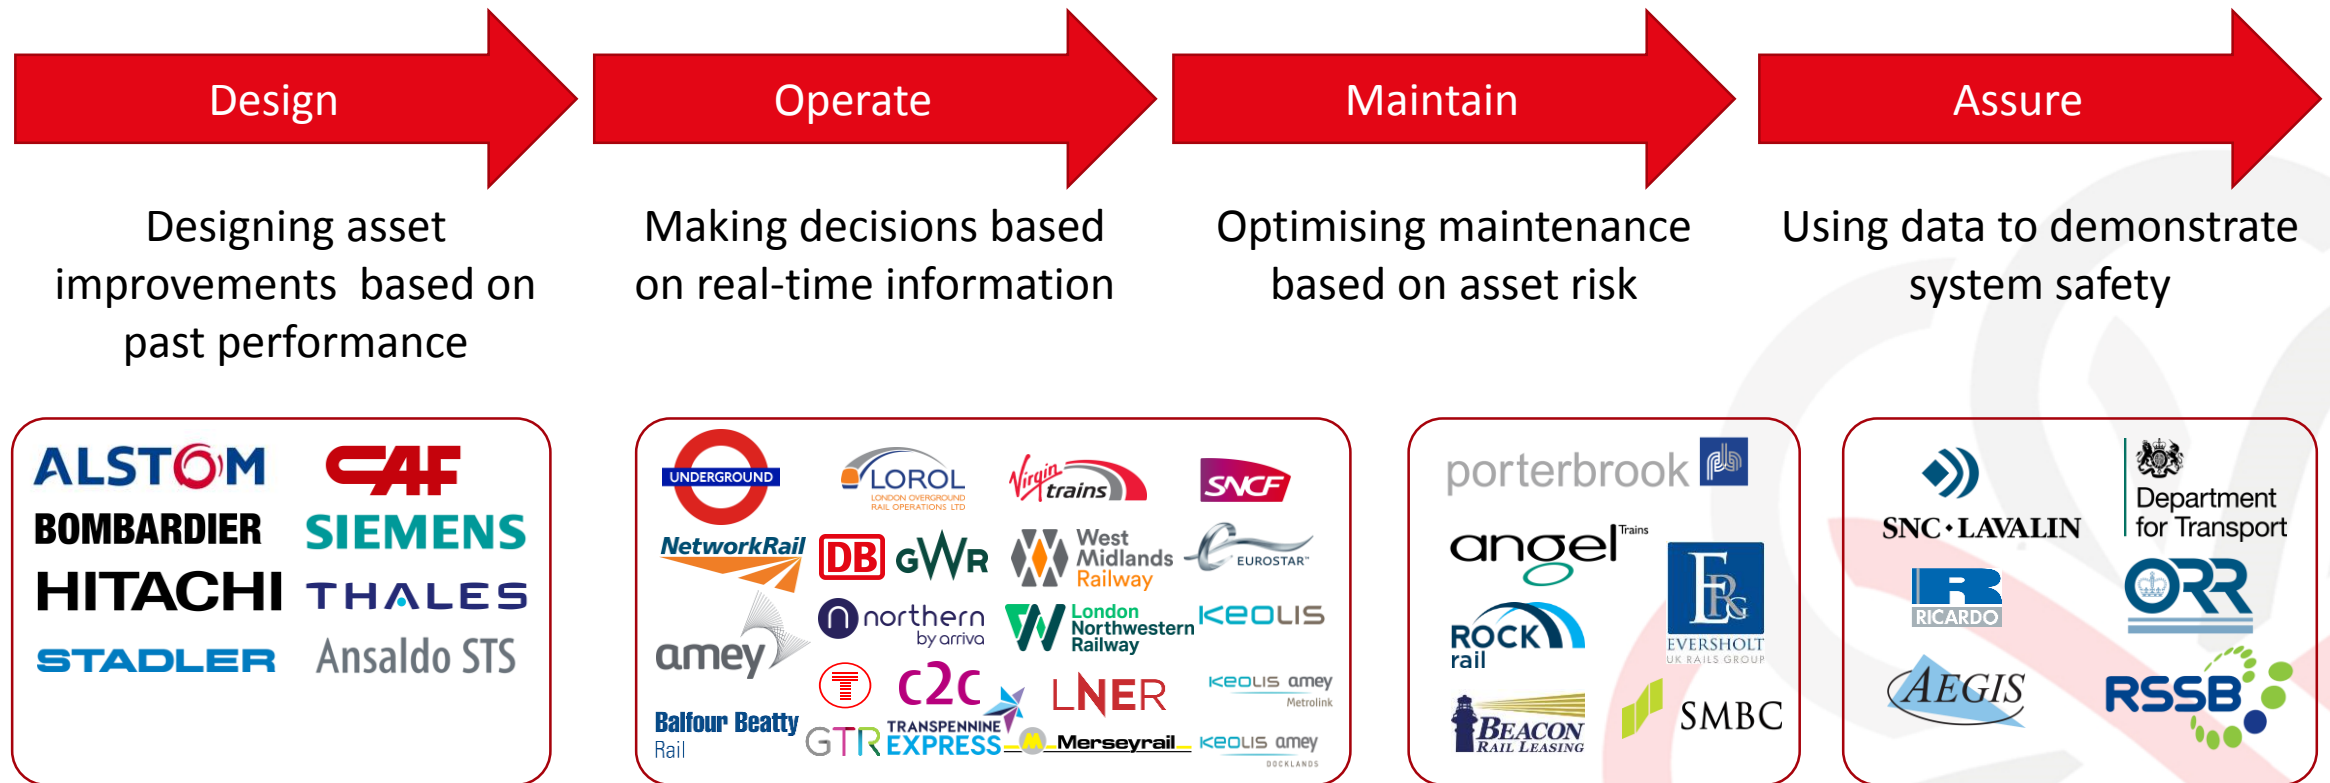 Design
Operate
Maintain
Assure
Designing asset
improvements based on
past performance
Making decisions based
on real-time information
Optimising maintenance
based on asset risk
Using data to demonstrate
system safety
ALSTOM
CAF
BOMBARDIER
SIEMENS
HITACHI
THALES
STADLER
Ansaldo STS
UNDERGROUND
LOROL
LONDON OVERGROUND
RAIL OPERATIONS LTD
Virgin
trains
SNCF
NetworkRail
DB
GWR
West
Midlands
Railway
EUROSTAR™
amey
n northern
by arriva
London
Northwestern
Railway
KEOLIS
T
c2c
LNER
KEOLIS amey
Metrolink
Balfour Beatty
Rail
GTR
TRANSPENNINE
EXPRESS
M
Merseyrail
KEOLIS amey
DOCKLANDS
porterbrook
angel Trains
ROCK
rail
EVERSHOLT
UK RAILS GROUP
BEACON
RAIL LEASING
SMBC
SNC·LAVALIN
Department
for Transport
R
RICARDO
ORR
AEGIS
RSSB